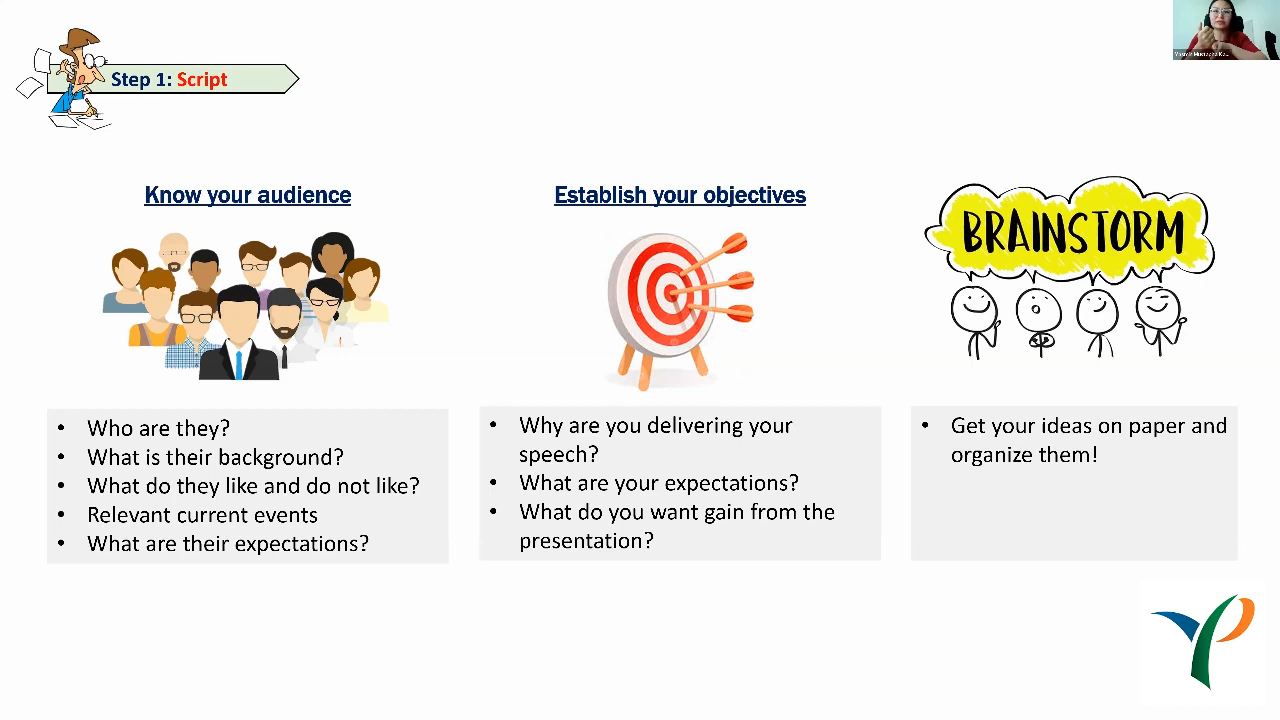 Step 1: Script
Know your audience
Who are they?
What is their background?
What do they like and do not like?
Relevant current events
What are their expectations?
Establish your objectives
Why are you delivering your
speech?
What are your expectations?
What do you want gain from the
presentation?
BRAINSTORM
Get your ideas on paper and
organize them!